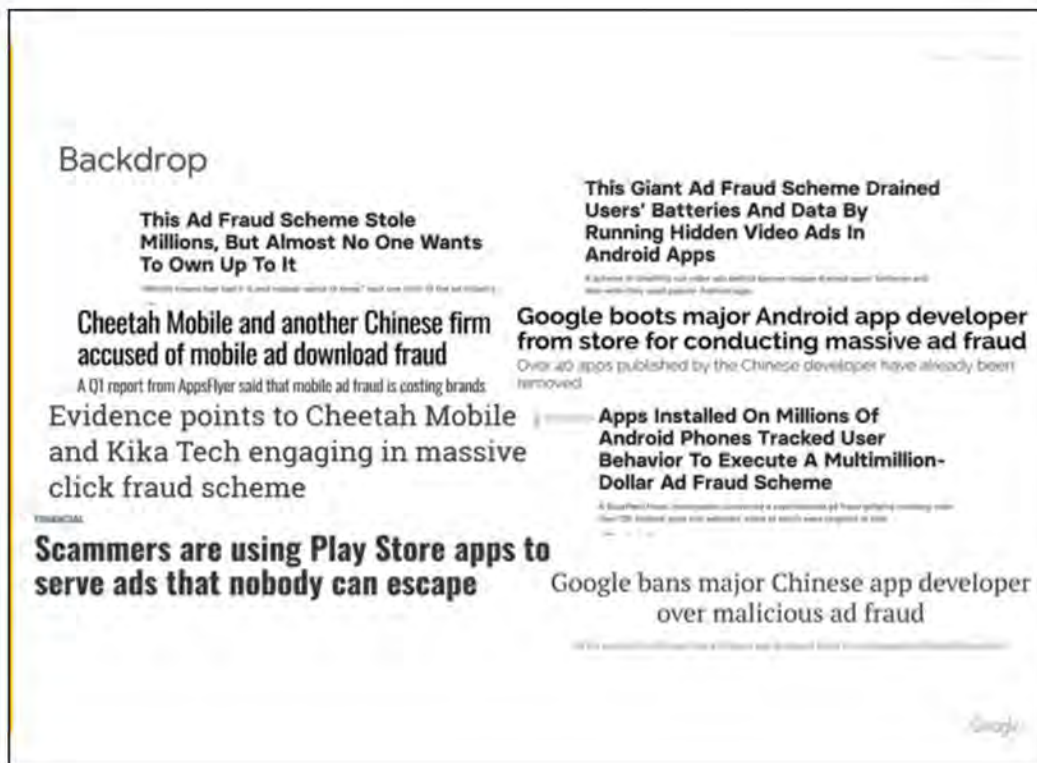 Backdrop
This Ad Fraud Scheme Stole
Millions, But Almost No One Wants
To Own Up To It
Cheetah Mobile and another Chinese firm
accused of mobile ad download fraud
A Q1 report from AppsFlyer said that mobile ad fraud is costing brands
Evidence points to Cheetah Mobile
and Kika Tech engaging in massive
click fraud scheme
FINANCIAL
Scammers are using Play Store apps to
serve ads that nobody can escape
This Giant Ad Fraud Scheme Drained
Users' Batteries And Data By
Running Hidden Video Ads In
Android Apps
Google boots major Android app developer
from store for conducting massive ad fraud
Over 40 apps published by the Chinese developer have already been
removed
Apps Installed On Millions Of
Android Phones Tracked User
Behavior To Execute A Multimillion-
Dollar Ad Fraud Scheme
Google bans major Chinese app developer
over malicious ad fraud
Google